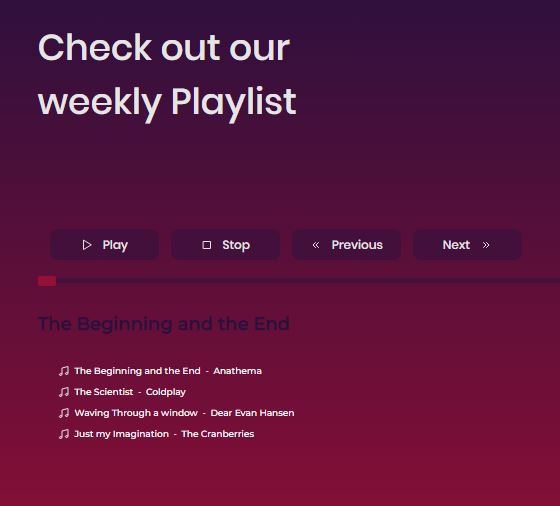 Check out our
weekly Playlist
Play Stop Previous Next
The Beginning and the End
The Beginning and the End - Anathema
The Scientist - Coldplay
Waving Through a window - Dear Evan Hansen
Just my Imagination - The Cranberries